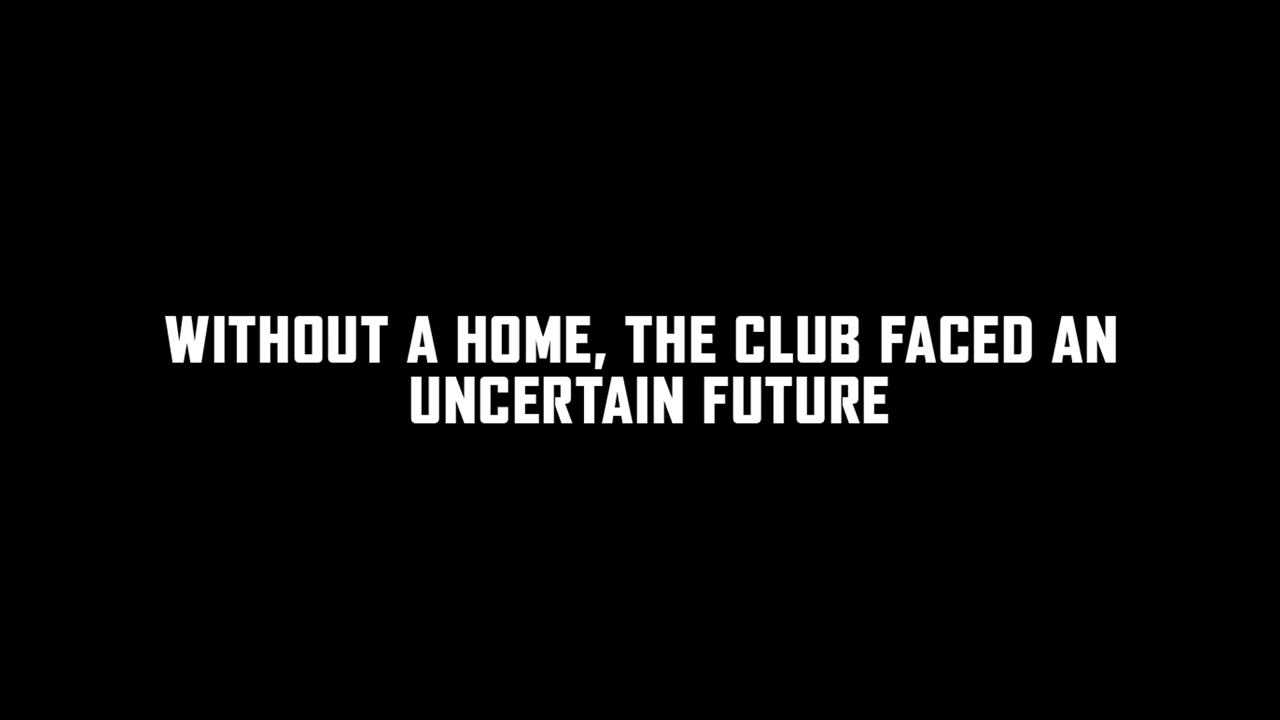 WITHOUT A HOME, THE CLUB FACED AN
UNCERTAIN FUTURE